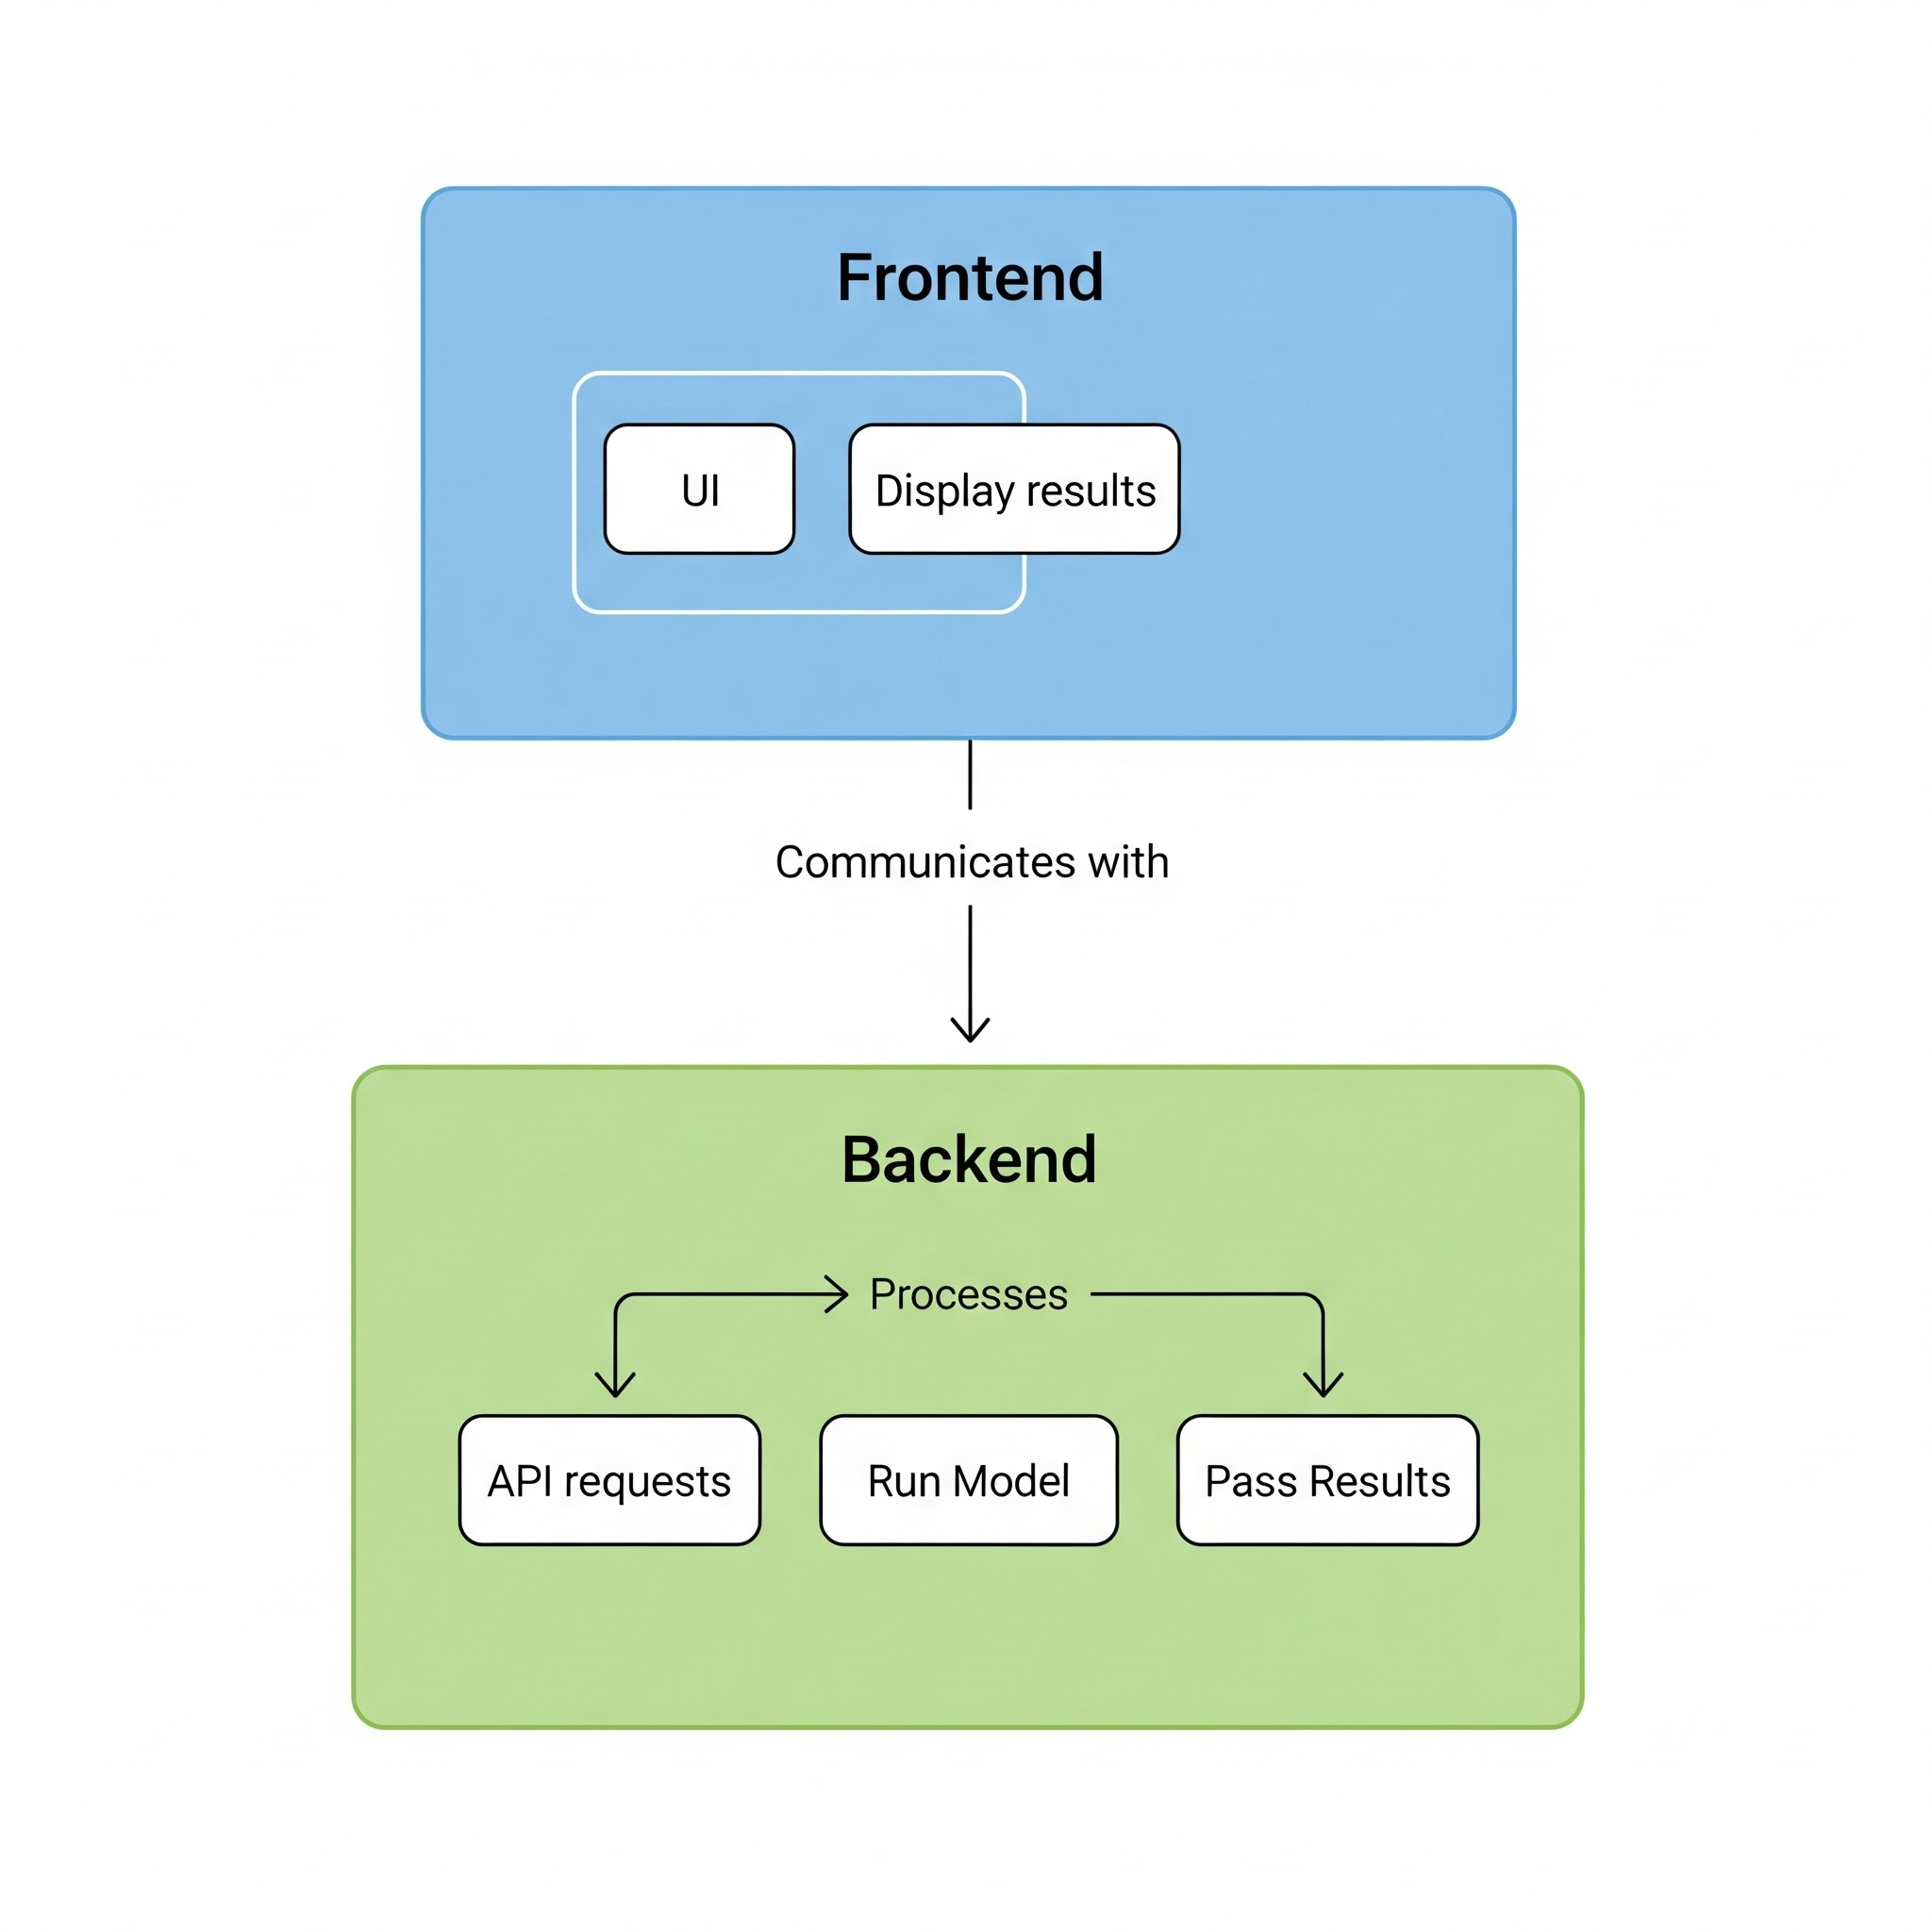 Frontend
UI
Display results
Communicates with
Backend
Processes
API requests
Run Model
Pass Results